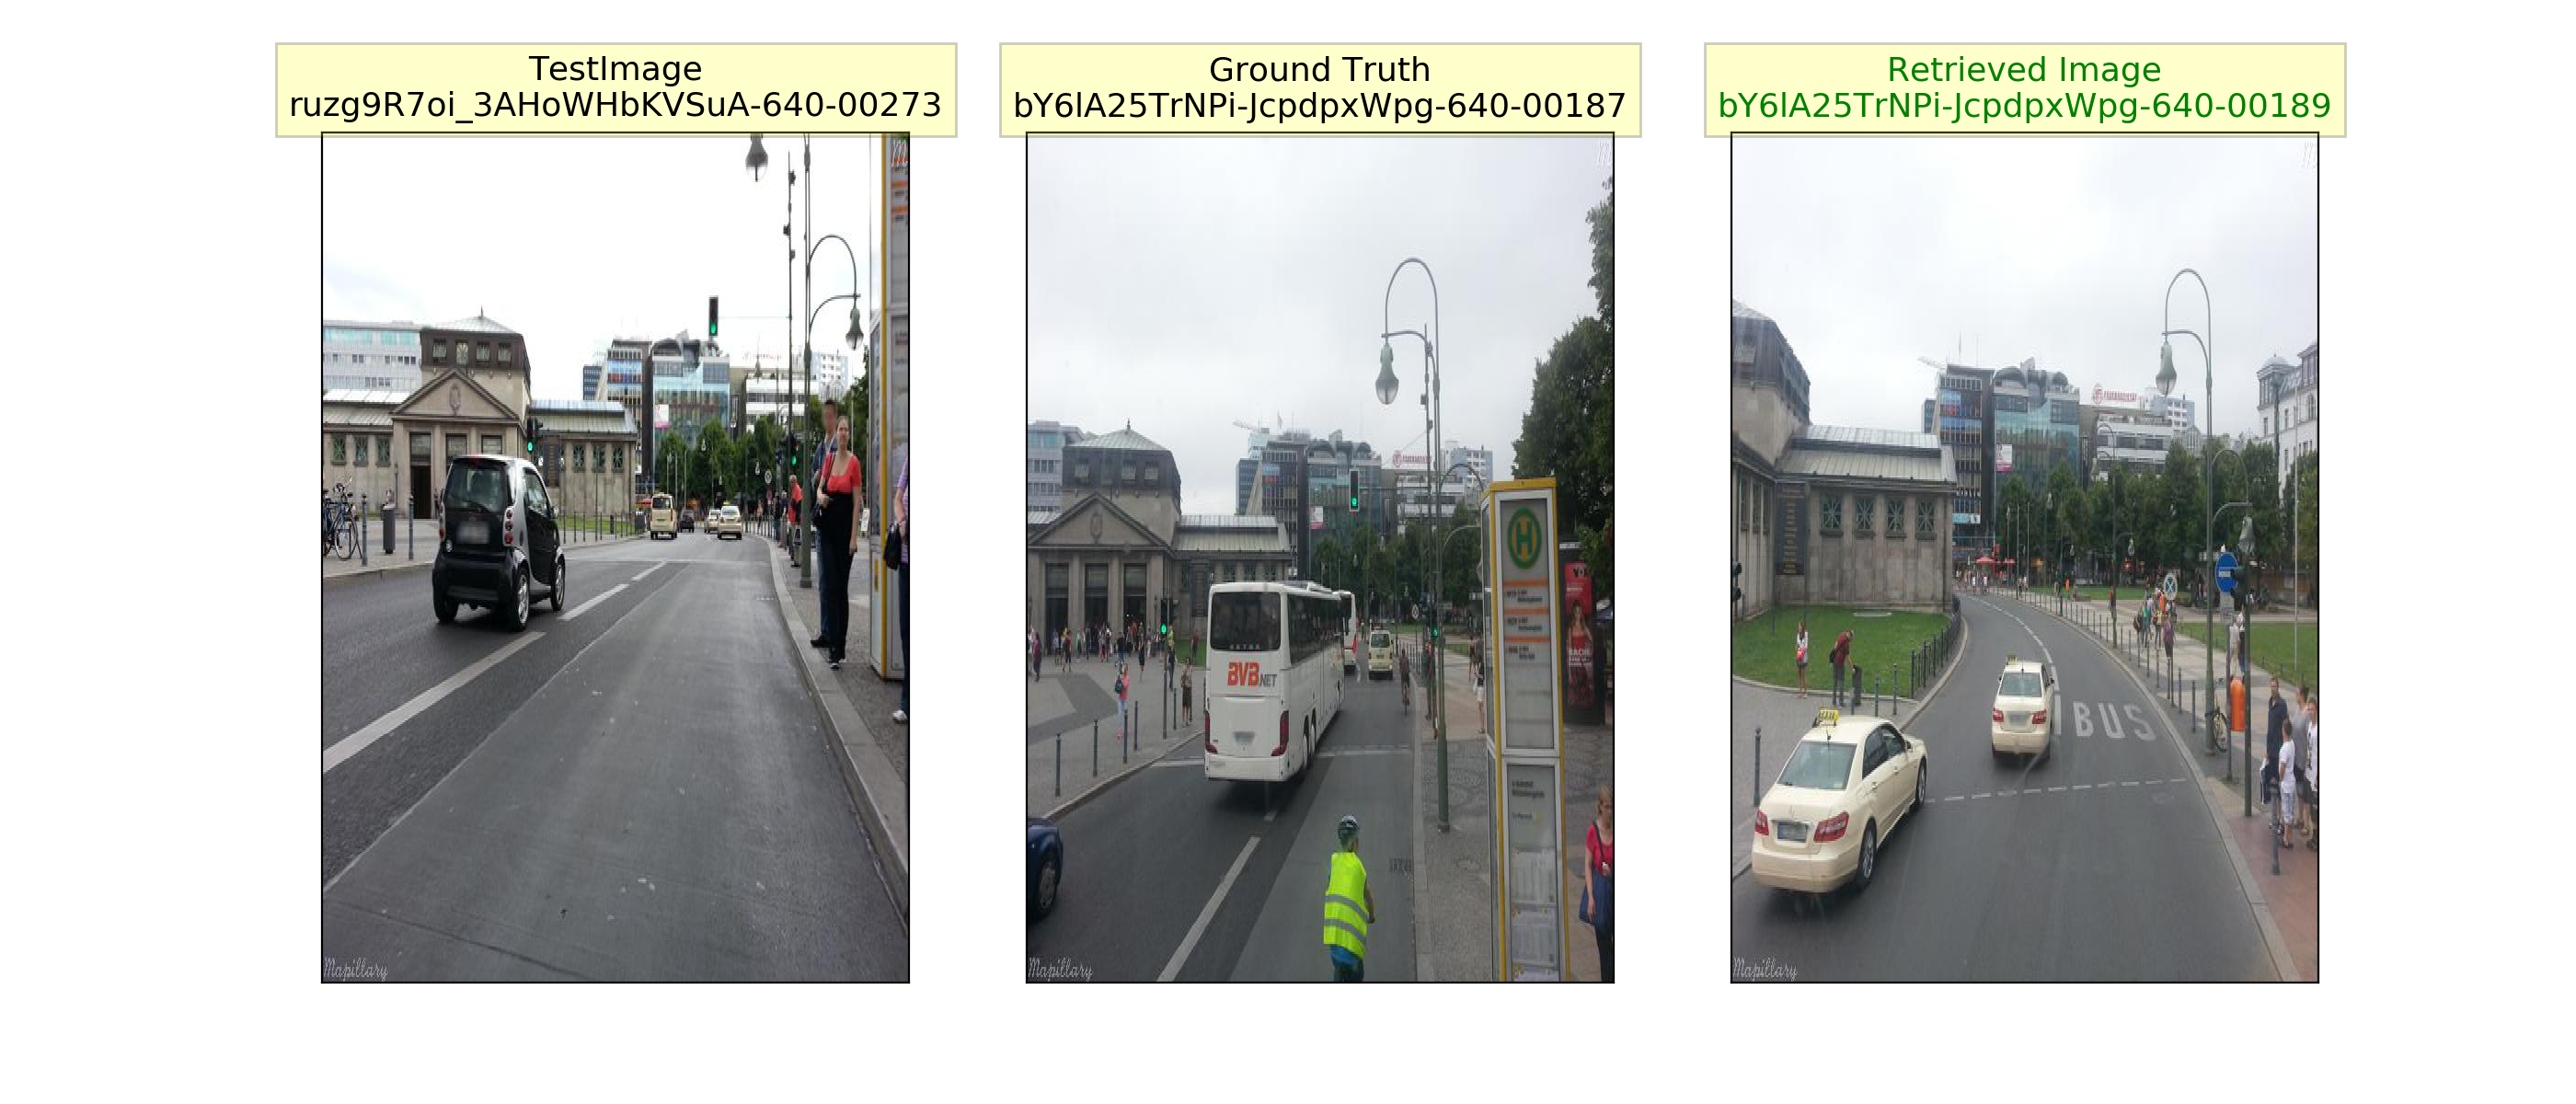 TestImage
ruzg9R7oi_3AHoWHbKVSuA-640-00273
Ground Truth
bY6lA25TrNPi-JcpdpxWpg-640-00187
Retrieved Image
bY6lA25TrNPi-JcpdpxWpg-640-00189
H
BVB.NET
BUS
TAXI
Mapillary
Mapillary
Mapillary